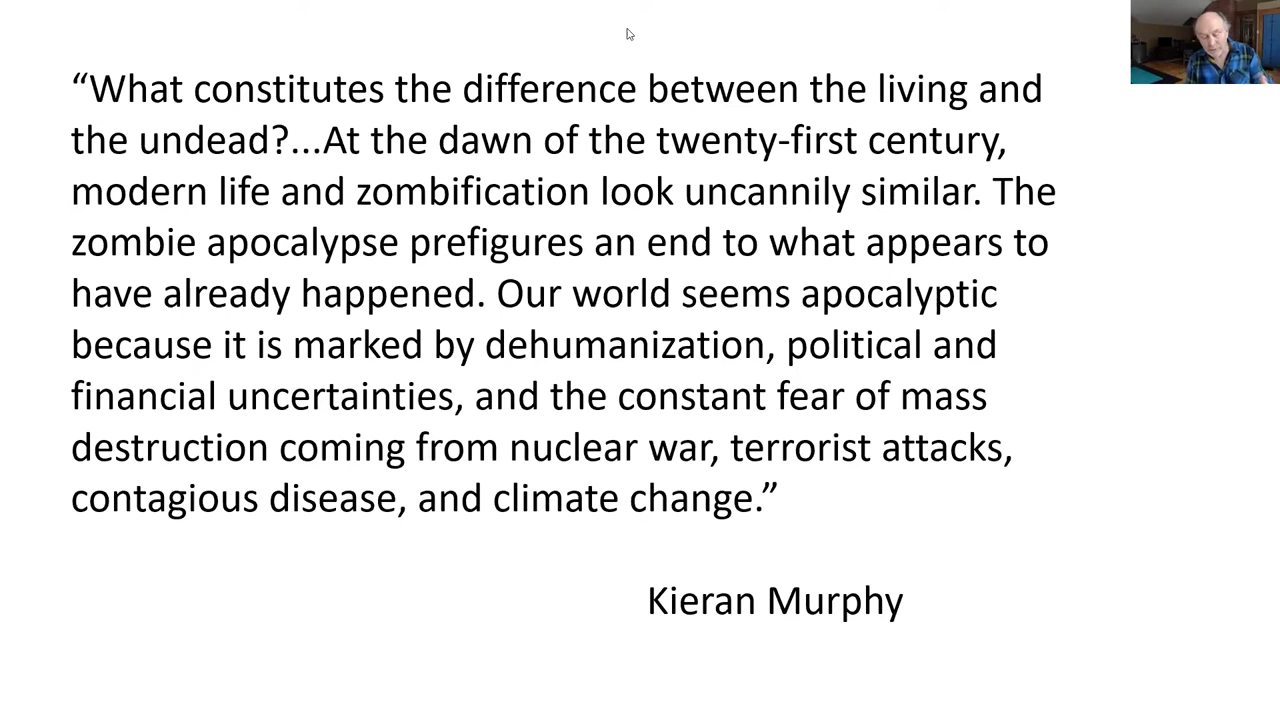 “What constitutes the difference between the living and
the undead?...At the dawn of the twenty-first century,
modern life and zombification look uncannily similar. The
zombie apocalypse prefigures an end to what appears to
have already happened. Our world seems apocalyptic
because it is marked by dehumanization, political and
financial uncertainties, and the constant fear of mass
destruction coming from nuclear war, terrorist attacks,
contagious disease, and climate change.”
Kieran Murphy